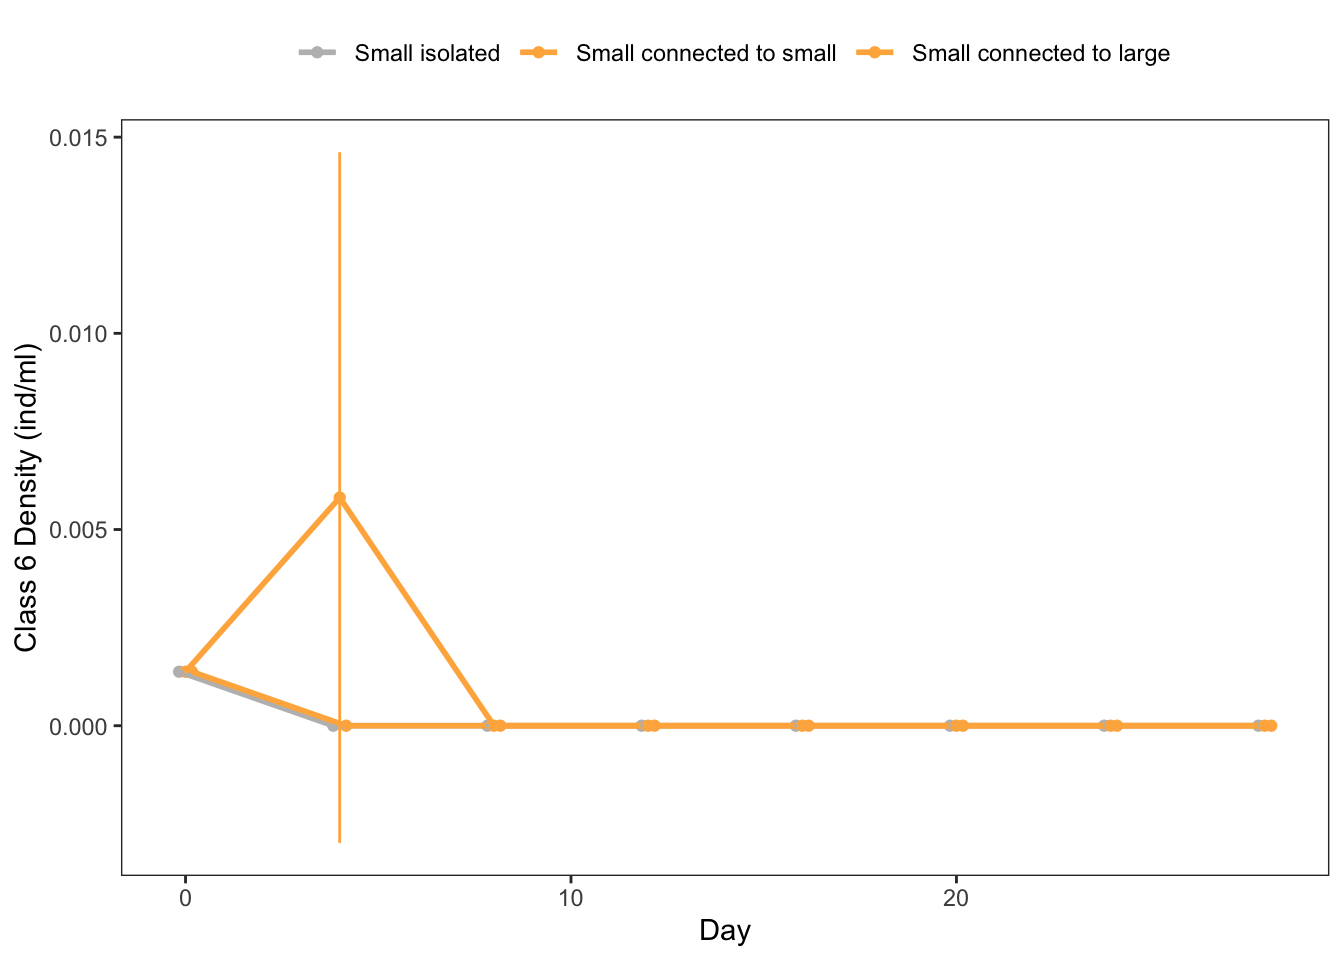 Small isolated Small connected to small Small connected to large
0.015
0.010
0.005
0.000
Class 6 Density (ind/ml)
0 10 20
Day